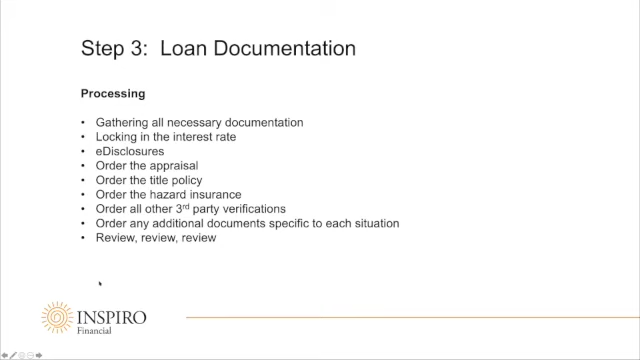 Step 3: Loan Documentation
Processing
• Gathering all necessary documentation
• Locking in the interest rate
• eDisclosures
• Order the appraisal
• Order the title policy
• Order the hazard insurance
• Order all other 3rd party verifications
• Order any additional documents specific to each situation
• Review, review, review
INSPIRO
Financial